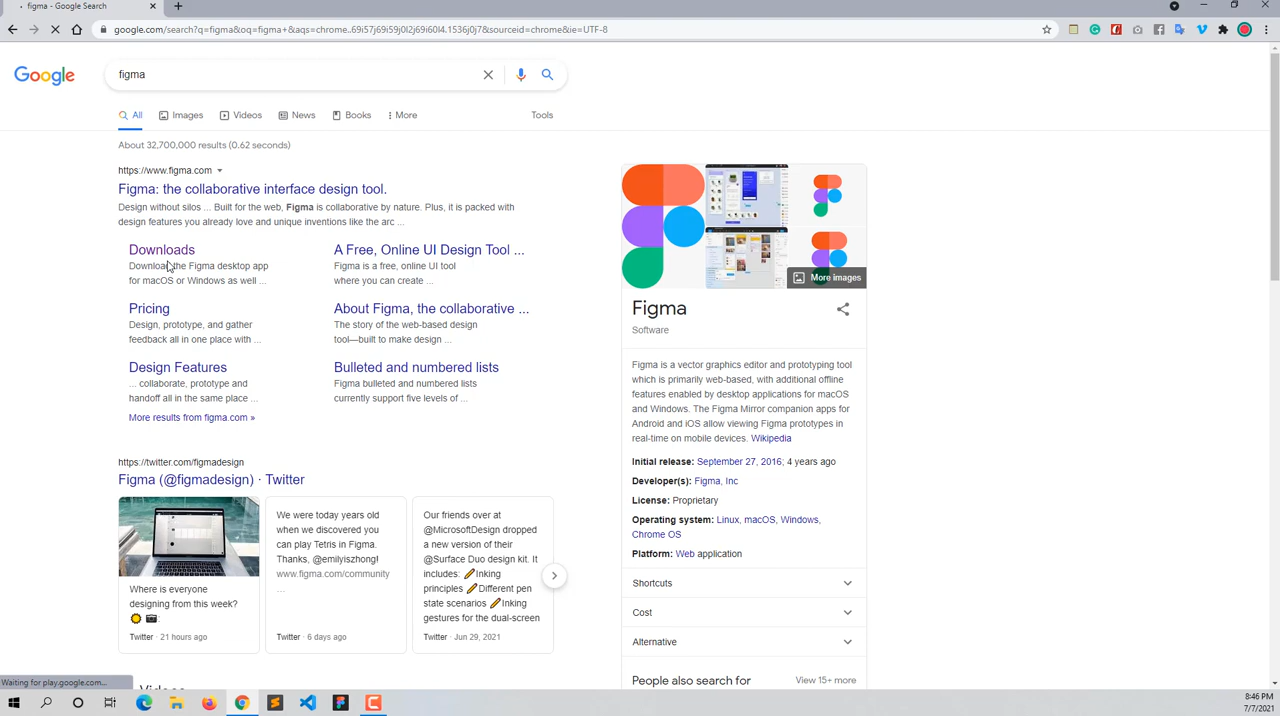 figma - Google Search
google.com/search?q=figma&oq=figma+&aqs=chrome..69i57j69i59j0l2j69i60l4.1536j0j7&sourceid=chrome&ie=UTF-8
Google
figma
All
Images
Videos
News
Books
More
Tools
About 32,700,000 results (0.62 seconds)
https://www.figma.com
Figma: the collaborative interface design tool.
Design without silos ... Built for the web, Figma is collaborative by nature. Plus, it is packed with
design features you already love and unique inventions like the arc ...
Downloads
Download the Figma desktop app
for macOS or Windows as well ...
A Free, Online UI Design Tool ...
Figma is a free, online UI tool
where you can create ...
Pricing
Design, prototype, and gather
feedback all in one place with ...
About Figma, the collaborative ...
The story of the web-based design
tool—built to make design ...
Design Features
... collaborate, prototype and
handoff all in the same place ...
Bulleted and numbered lists
Figma bulleted and numbered lists
currently support five levels of ...
More results from figma.com »
https://twitter.com/figmadesign
Figma (@figmadesign) · Twitter
Where is everyone
designing from this week?
Twitter · 21 hours ago
We were today years old
when we discovered you
can play Tetris in Figma.
Thanks, @emilyiszhong!
www.figma.com/community
...
Twitter · 6 days ago
Our friends over at
@MicrosoftDesign dropped
a new version of their
@Surface Duo design kit. It
includes: Inking
principles Different pen
state scenarios Inking
gestures for the dual-screen
Twitter · Jun 29, 2021
Videos
More images
Figma
Software
Figma is a vector graphics editor and prototyping tool
which is primarily web-based, with additional offline
features enabled by desktop applications for macOS
and Windows. The Figma Mirror companion apps for
Android and iOS allow viewing Figma prototypes in
real-time on mobile devices. Wikipedia
Initial release: September 27, 2016; 4 years ago
Developer(s): Figma, Inc
License: Proprietary
Operating system: Linux, macOS, Windows,
Chrome OS
Platform: Web application
Shortcuts
Cost
Alternative
People also search for
View 15+ more
Waiting for play.google.com...
8:46 PM
7/7/2021